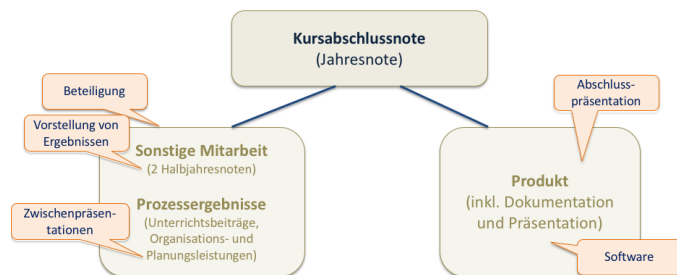 Kursabschlussnote
(Jahresnote)
Beteiligung
Vorstellung von
Ergebnissen
Sonstige Mitarbeit
(2 Halbjahresnoten)
Prozessergebnisse
(Unterrichtsbeiträge,
Organisations- und
Planungsleistungen)
Zwischenpräsen-
tationen
Abschluss-
präsentation
Produkt
(inkl. Dokumentation
und Präsentation)
Software